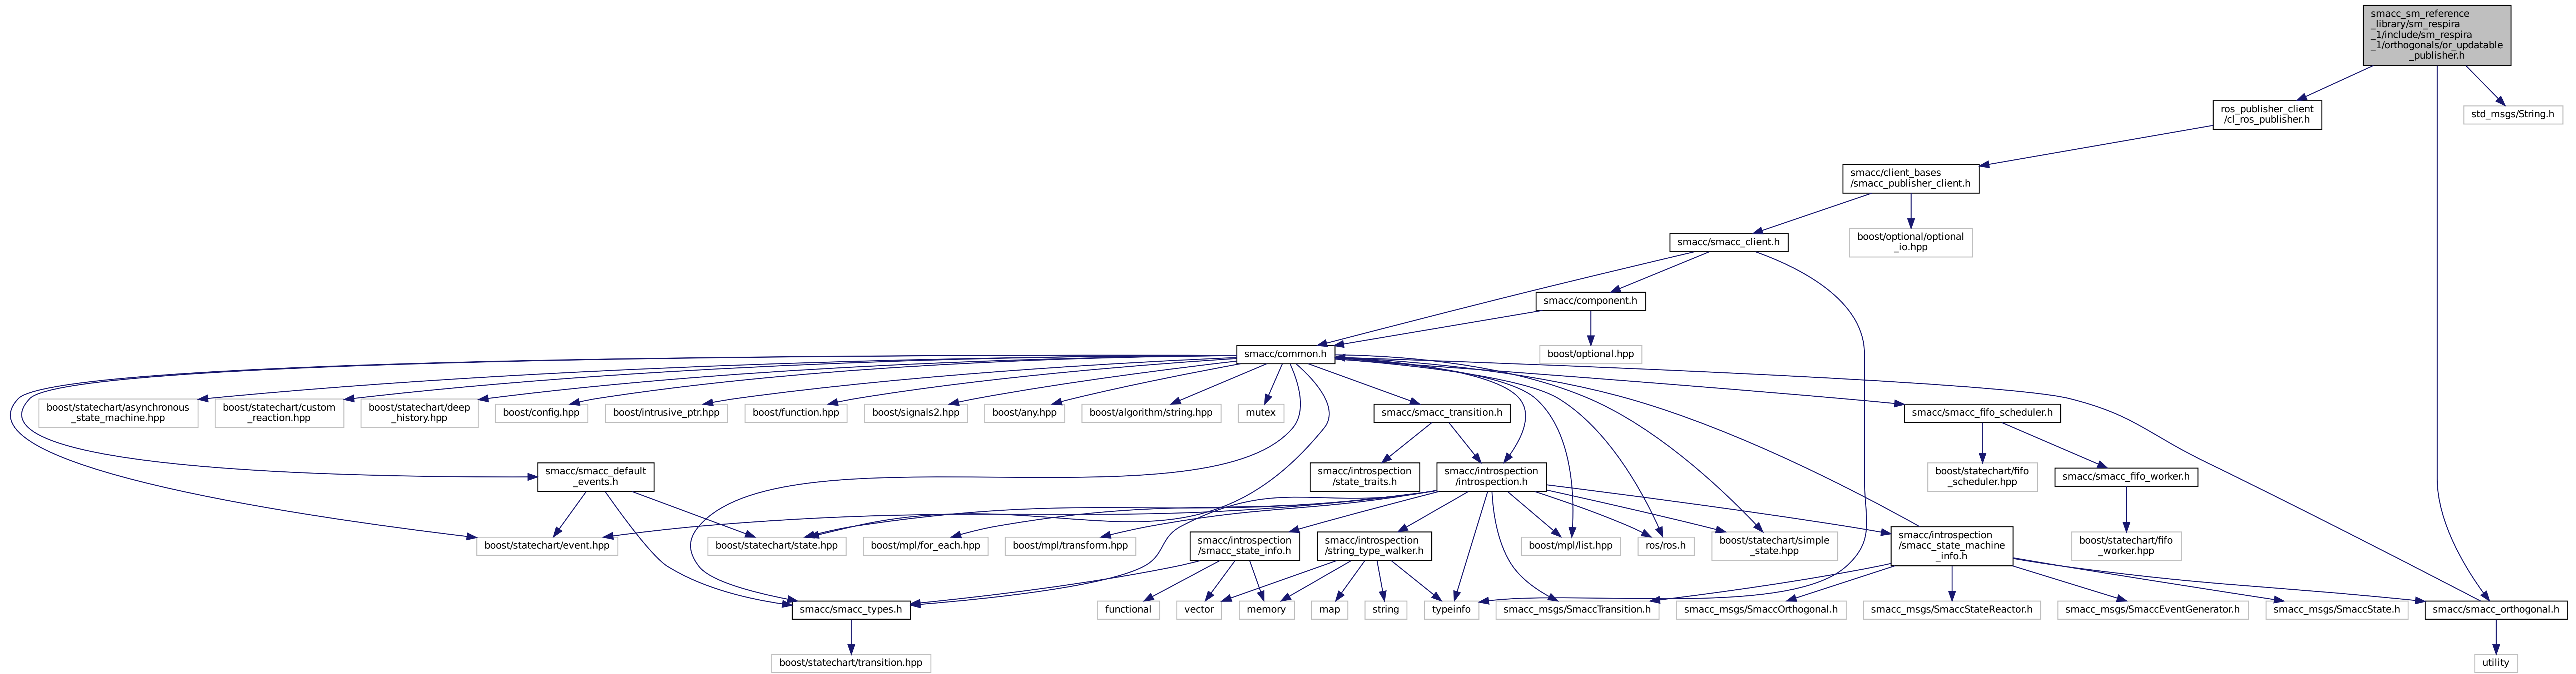 smacc_sm_reference
_library/sm_respira
_1/include/sm_respira
_1/orthogonals/or_updatable
_publisher.h
ros_publisher_client
/cl_ros_publisher.h
std_msgs/String.h
smacc/client_bases
/smacc_publisher_client.h
smacc/smacc_client.h
boost/optional/optional
_io.hpp
smacc/component.h
smacc/common.h
boost/optional.hpp
boost/statechart/asynchronous
_state_machine.hpp
boost/statechart/custom
_reaction.hpp
boost/statechart/deep
_history.hpp
boost/config.hpp
boost/intrusive_ptr.hpp
boost/function.hpp
boost/signals2.hpp
boost/any.hpp
boost/algorithm/string.hpp
mutex
smacc/smacc_transition.h
smacc/smacc_fifo_scheduler.h
smacc/smacc_default
_events.h
smacc/introspection
/state_traits.h
smacc/introspection
/introspection.h
boost/statechart/fifo
_scheduler.hpp
smacc/smacc_fifo_worker.h
boost/statechart/event.hpp
boost/statechart/state.hpp
boost/mpl/for_each.hpp
boost/mpl/transform.hpp
smacc/introspection
/smacc_state_info.h
smacc/introspection
/string_type_walker.h
boost/mpl/list.hpp
ros/ros.h
boost/statechart/simple
_state.hpp
smacc/introspection
/smacc_state_machine
_info.h
boost/statechart/fifo
_worker.hpp
smacc/smacc_types.h
functional
vector
memory
map
string
typeinfo
smacc_msgs/SmaccTransition.h
smacc_msgs/SmaccOrthogonal.h
smacc_msgs/SmaccStateReactor.h
smacc_msgs/SmaccEventGenerator.h
smacc_msgs/SmaccState.h
smacc/smacc_orthogonal.h
boost/statechart/transition.hpp
utility